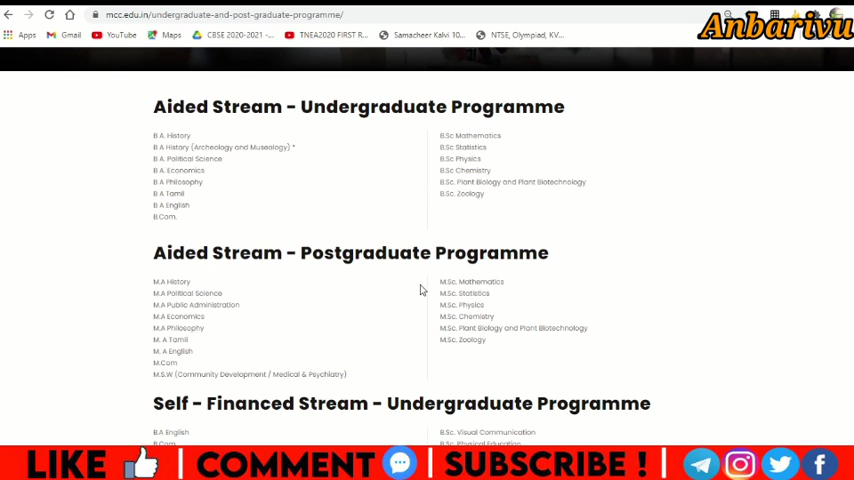 mcc.edu.in/undergraduate-and-post-graduate-programme/
Anbarivu
Apps Gmail YouTube Maps CBSE 2020-2021 -... TNEA2020 FIRST R... Samacheer Kalvi 10... NTSE, Olympiad, KV...
Aided Stream - Undergraduate Programme
B A. History
B A History (Archeology and Museology) *
B A. Political Science
B A. Economics
B A Philosophy
B A Tamil
B A English
B.Com.
B.Sc Mathematics
B.Sc Statistics
B.Sc Physics
B.Sc Chemistry
B.Sc. Plant Biology and Plant Biotechnology
B.Sc. Zoology
Aided Stream - Postgraduate Programme
M.A History
M.A Political Science
M.A Public Administration
M.A Economics
M.A Philosophy
M. A Tamil
M. A English
M.Com
M.S.W (Community Development / Medical & Psychiatry)
M.Sc. Mathematics
M.Sc. Statistics
M.Sc. Physics
M.Sc. Chemistry
M.Sc. Plant Biology and Plant Biotechnology
M.Sc. Zoology
Self - Financed Stream - Undergraduate Programme
B.A English
B.Com
B.Sc. Visual Communication
B.Sc. Physical Education
LIKE | COMMENT | SUBSCRIBE ! |